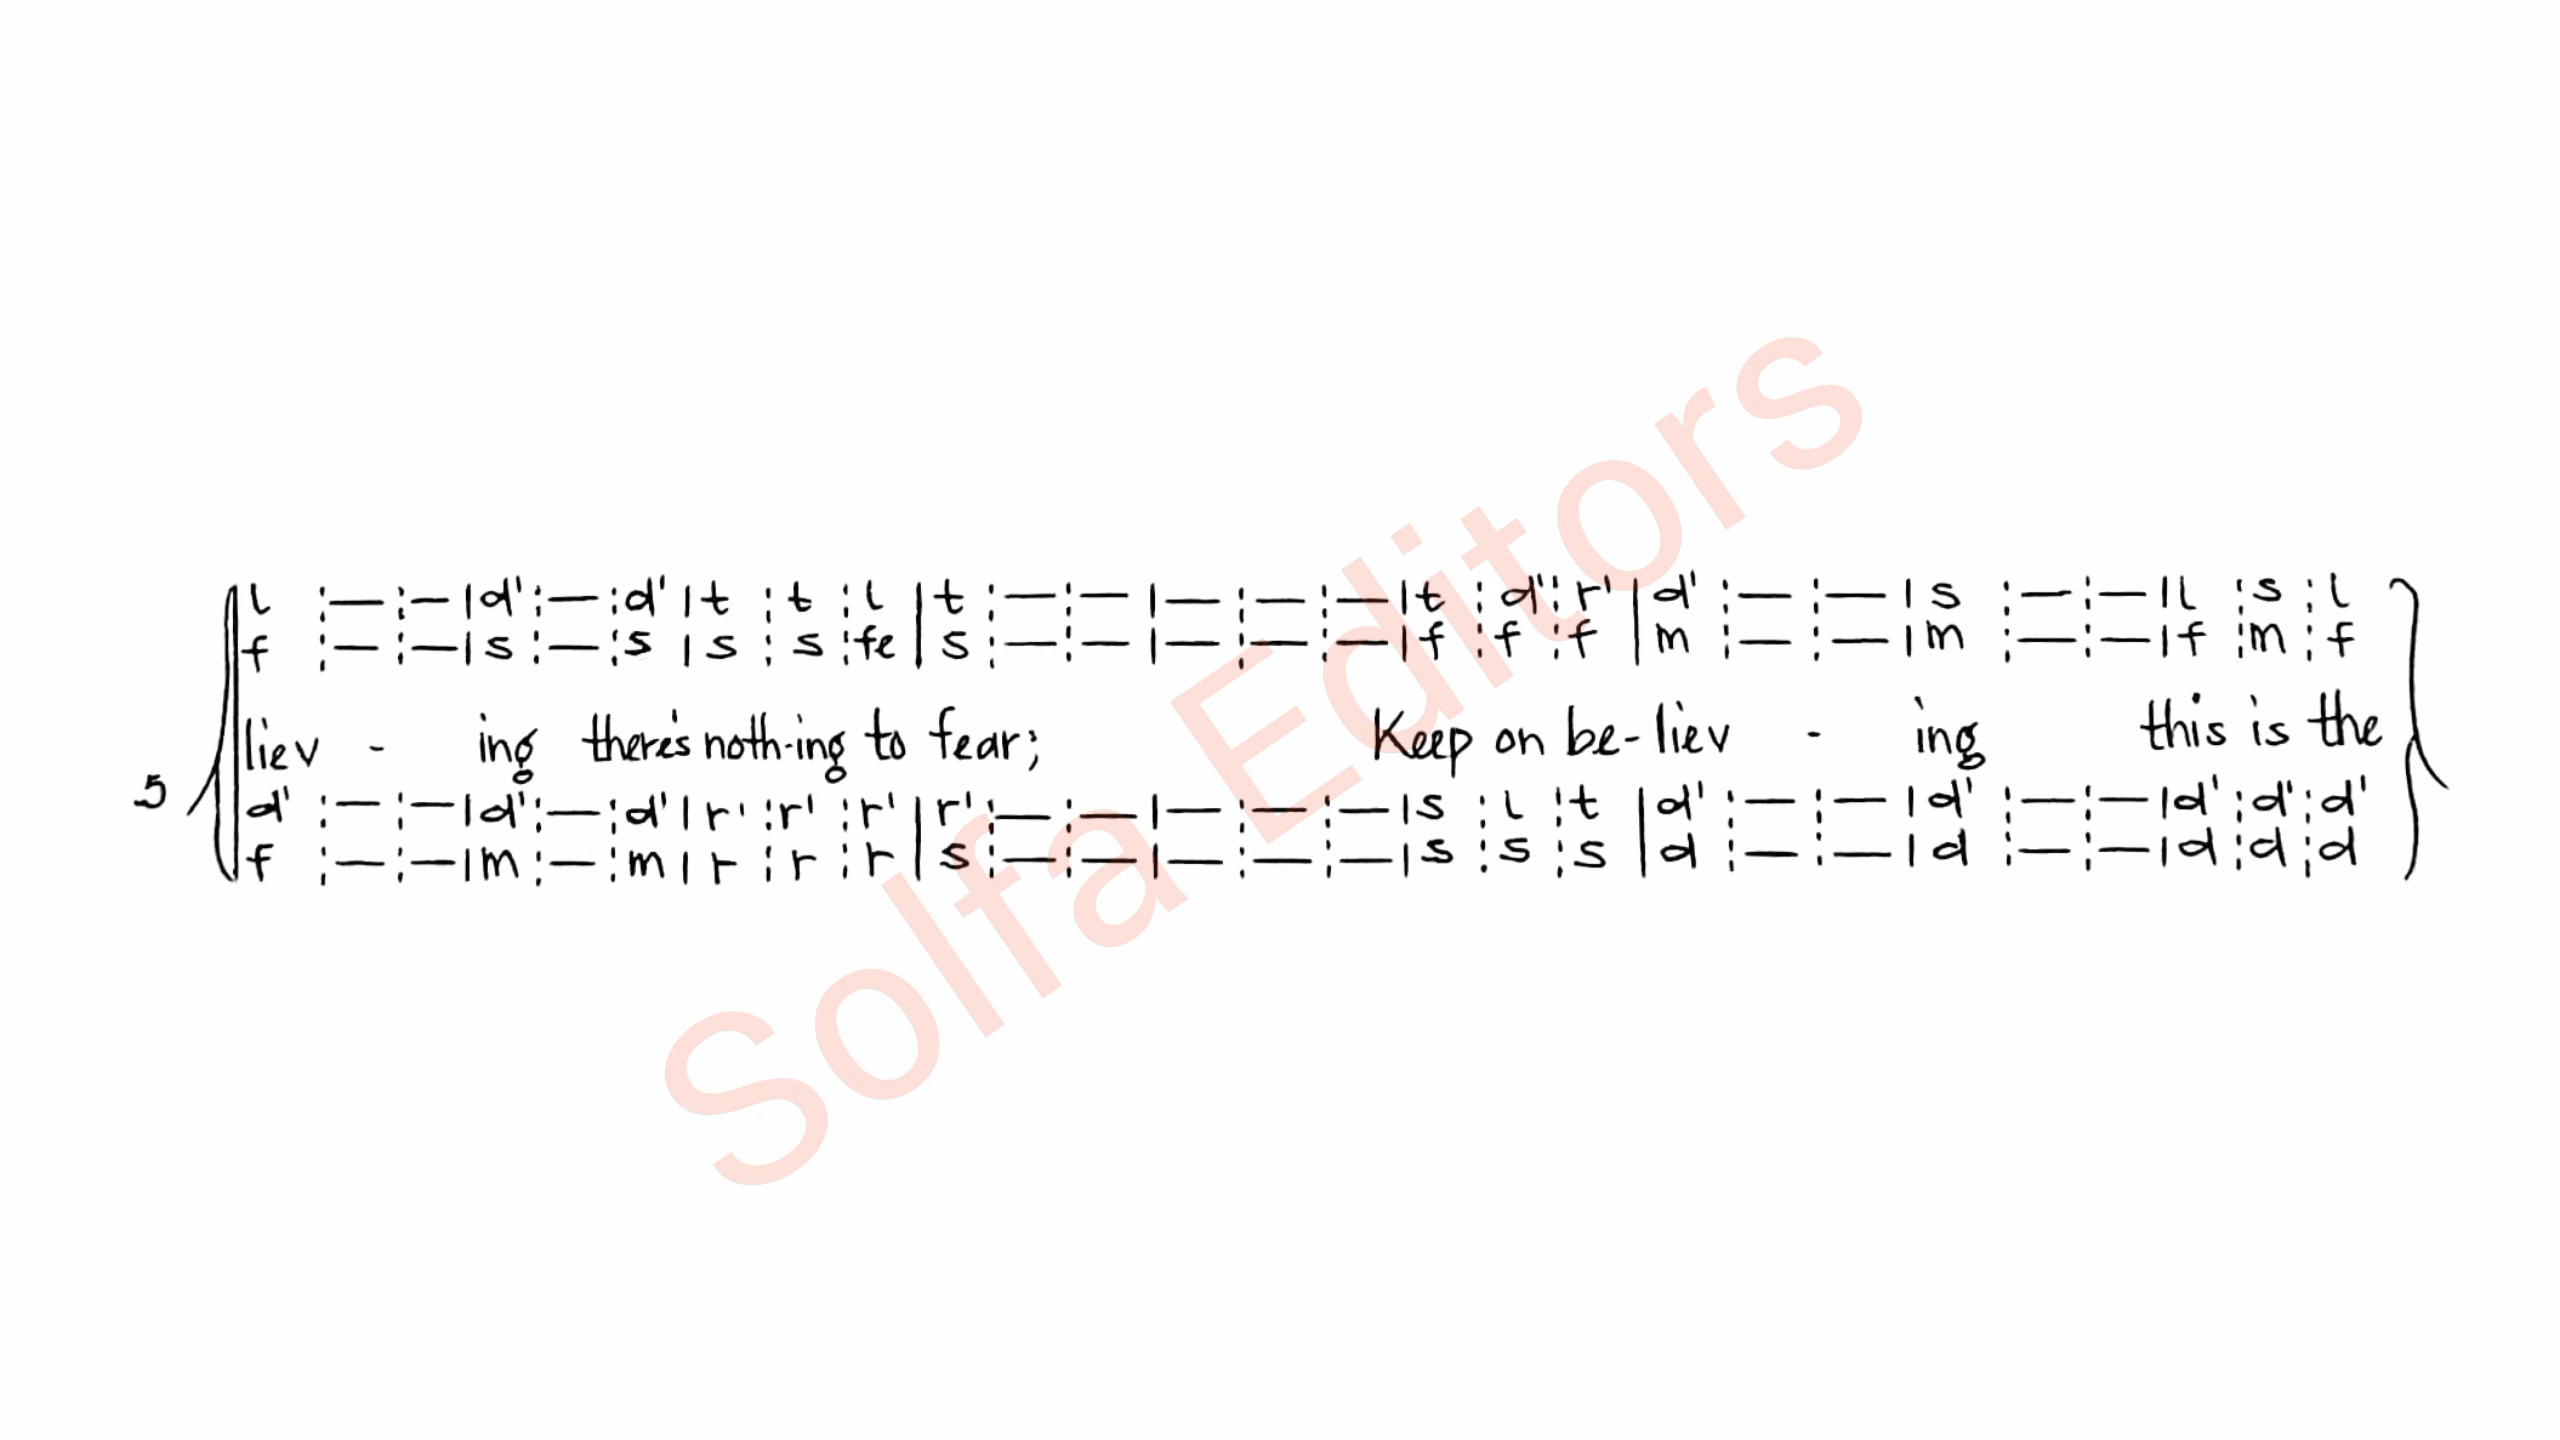 l :— :— |d' :— :d' |t :t :l |t :— :— |— :— :— |t :d' :r' |d' :— :— |s :— :— |l :s :l
f :— :— |s :— :s |s :s :fe |s :— :— |— :— :— |f :f :f |m :— :— |m :— :— |f :m :f
liev - ing there's noth-ing to fear; Keep on be-liev - ing this is the
5
d' :— :— |d' :— :d' |r' :r' :r' |r' :— :— |— :— :— |s :l :t |d' :— :— |d' :— :— |d' :d' :d'
f :— :— |m :— :m |r :r :r |s :— :— |— :— :— |s :s :s |d :— :— |d :— :— |d :d :d
Solfa Editors